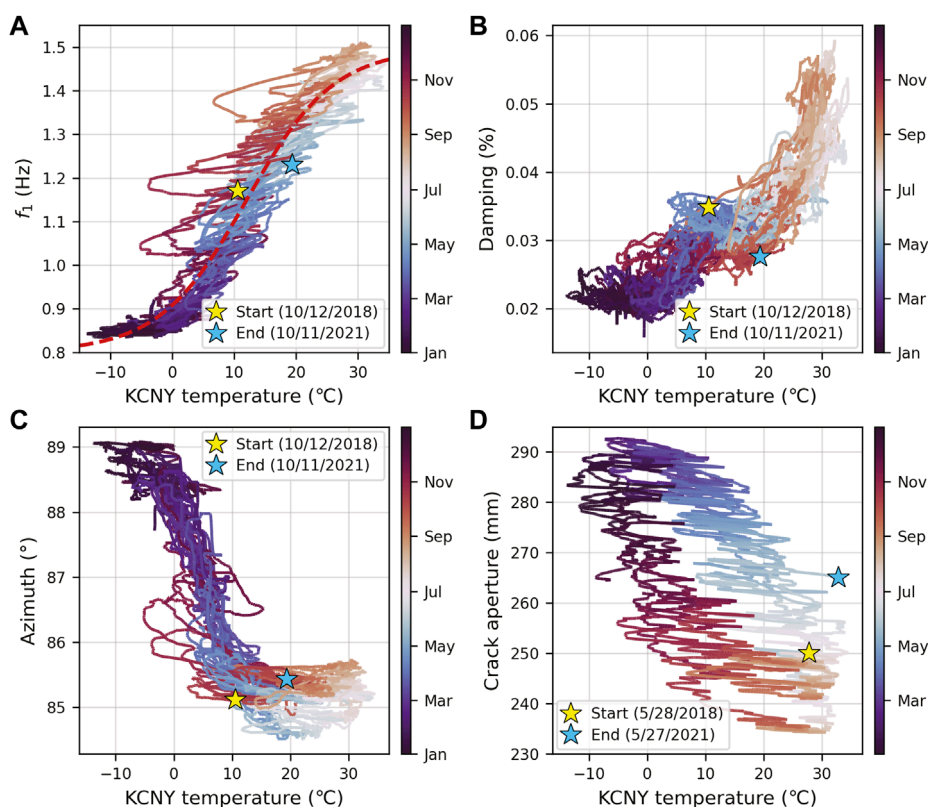 A
1.5
1.4
1.3
1.2
1.1
1.0
0.9
0.8
f1 (Hz)
−10 0 10 20 30
KCNY temperature (℃)
Start (10/12/2018)
End (10/11/2021)
Nov
Sep
Jul
May
Mar
Jan
B
0.06
0.05
0.04
0.03
0.02
Damping (%)
−10 0 10 20 30
KCNY temperature (℃)
Start (10/12/2018)
End (10/11/2021)
Nov
Sep
Jul
May
Mar
Jan
C
89
88
87
86
85
Azimuth (°)
−10 0 10 20 30
KCNY temperature (℃)
Start (10/12/2018)
End (10/11/2021)
Nov
Sep
Jul
May
Mar
Jan
D
290
280
270
260
250
240
230
Crack aperture (mm)
−10 0 10 20 30
KCNY temperature (℃)
Start (5/28/2018)
End (5/27/2021)
Nov
Sep
Jul
May
Mar
Jan